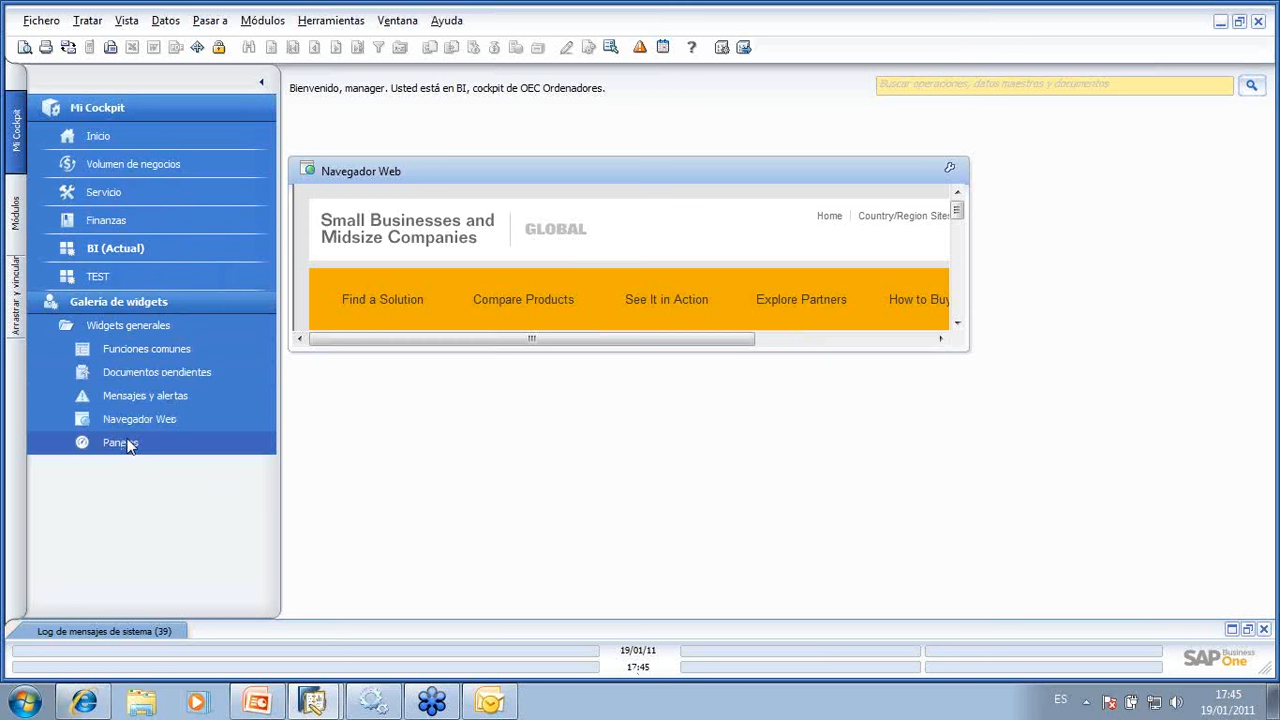 Fichero Tratar Vista Datos Pasar a Módulos Herramientas Ventana Ayuda
Bienvenido, manager. Usted está en BI, cockpit de OEC Ordenadores.
Buscar operaciones, datos maestros y documentos
Mi Cockpit
Módulos
Arrastrar y vincular
Mi Cockpit
Inicio
Volumen de negocios
Servicio
Finanzas
BI (Actual)
TEST
Galería de widgets
Widgets generales
Funciones comunes
Documentos pendientes
Mensajes y alertas
Navegador Web
Navegador Web
Small Businesses and
Midsize Companies
GLOBAL
Home Country/Region Sites
Find a Solution Compare Products See It in Action Explore Partners How to Buy
Log de mensajes de sistema (39)
19/01/11
17:45
SAP Business
One
ES
17:45
19/01/2011